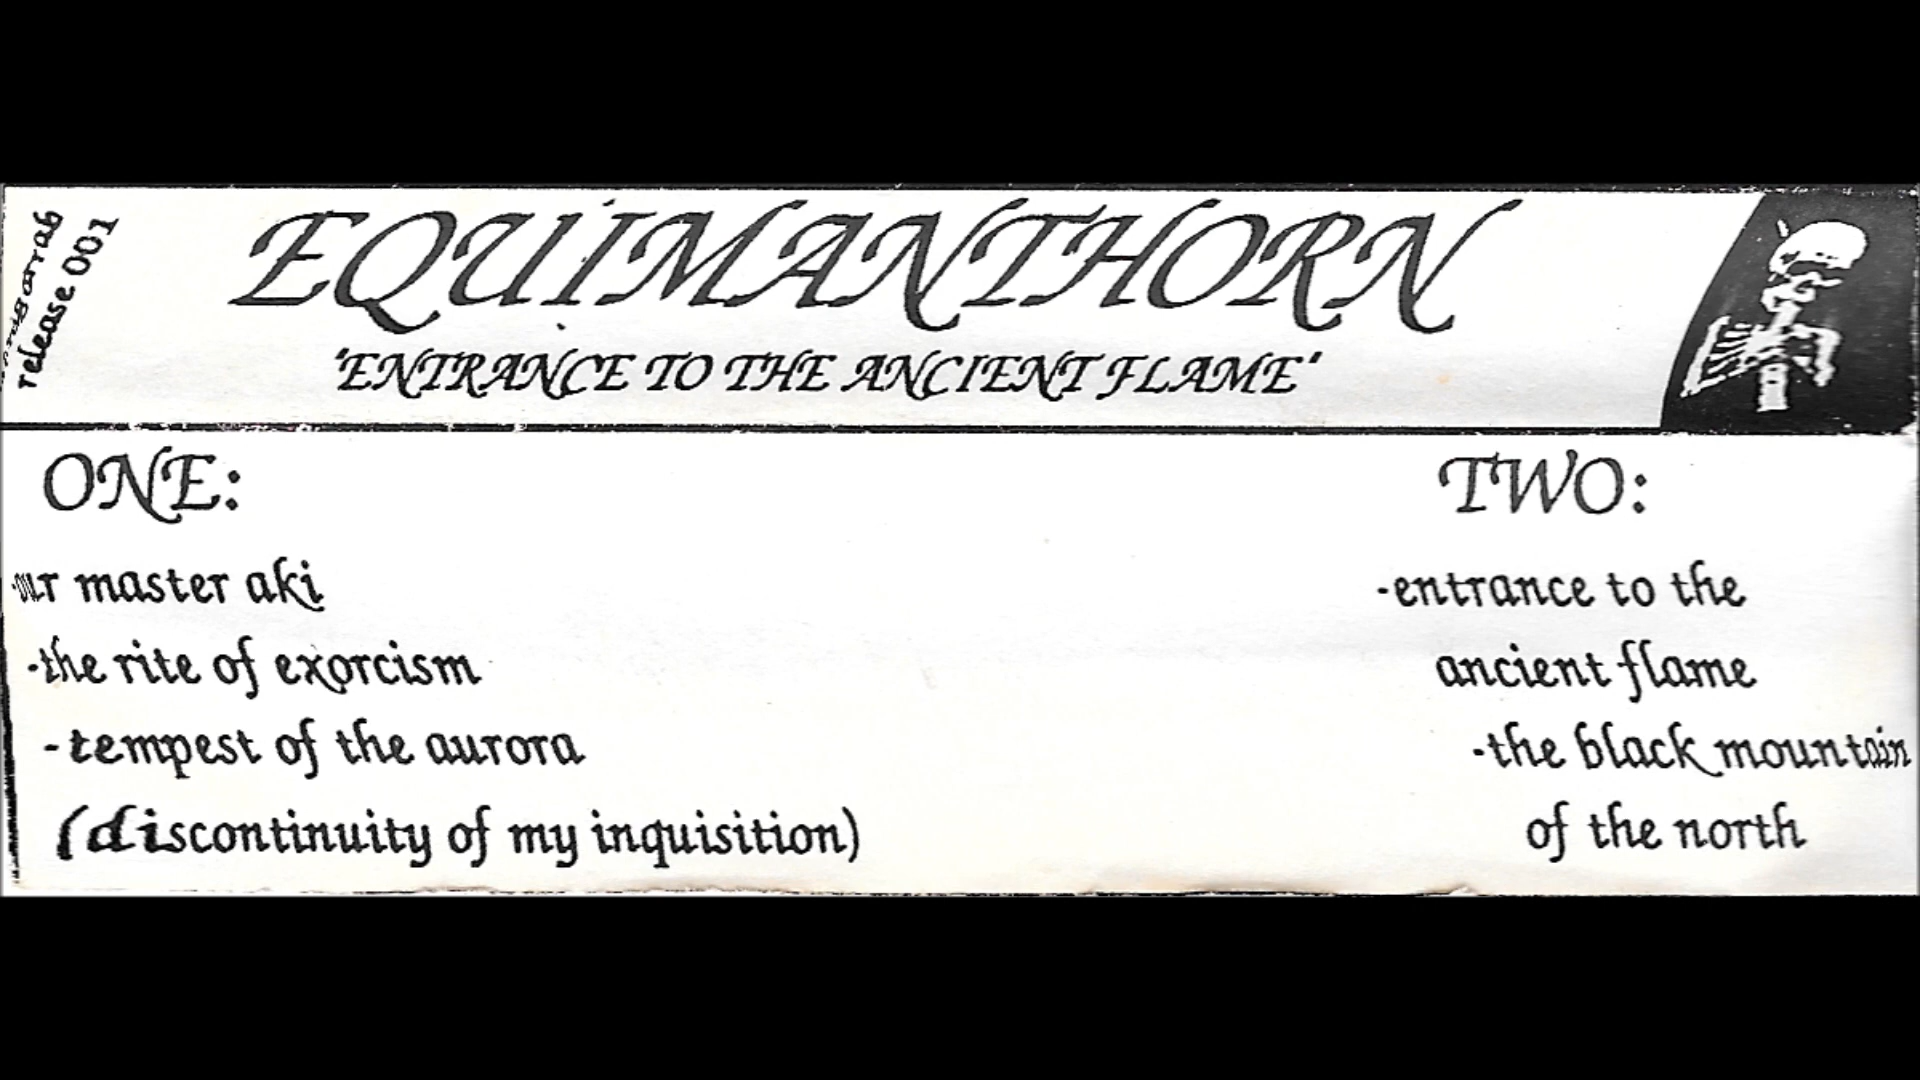 release 001
EQUIMANTHORN
'ENTRANCE TO THE ANCIENT FLAME'
ONE:
-our master aki
-the rite of exorcism
-tempest of the aurora
(discontinuity of my inquisition)
TWO:
-entrance to the
ancient flame
-the black mountain
of the north